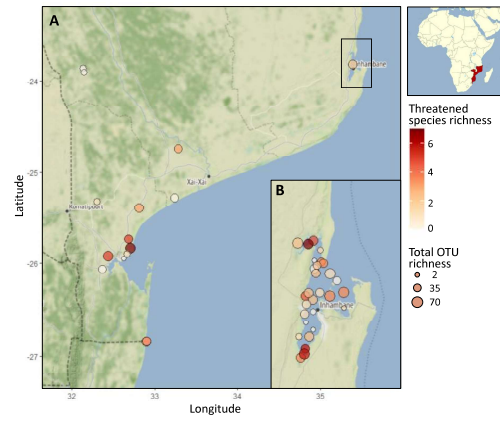 A
Inhambane
-24
-25
-26
-27
Xai-Xai
Latitude
B
Inhambane
32
33
34
35
Longitude
Threatened
species richness
6
4
2
0
Total OTU
richness
2
35
70